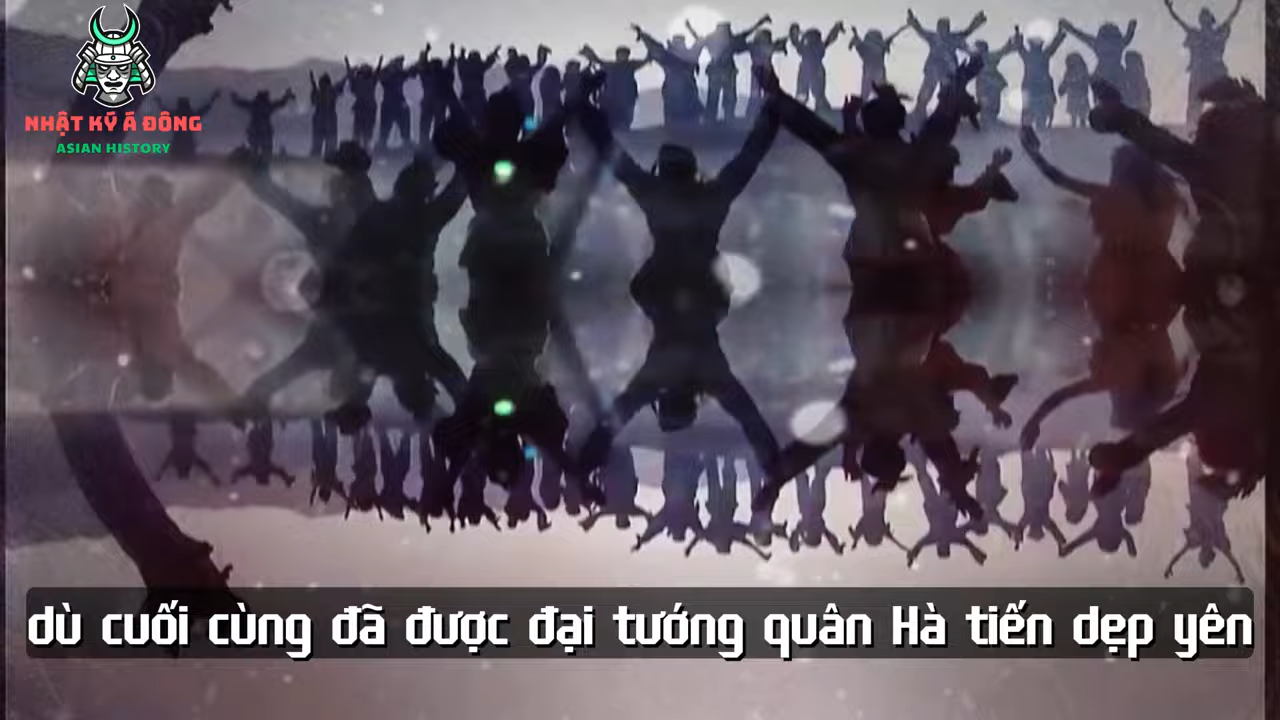 NHẬT KÝ Á ĐÔNG
ASIAN HISTORY
dù cuối cùng đã được đại tướng quân Hà tiến dẹp yên